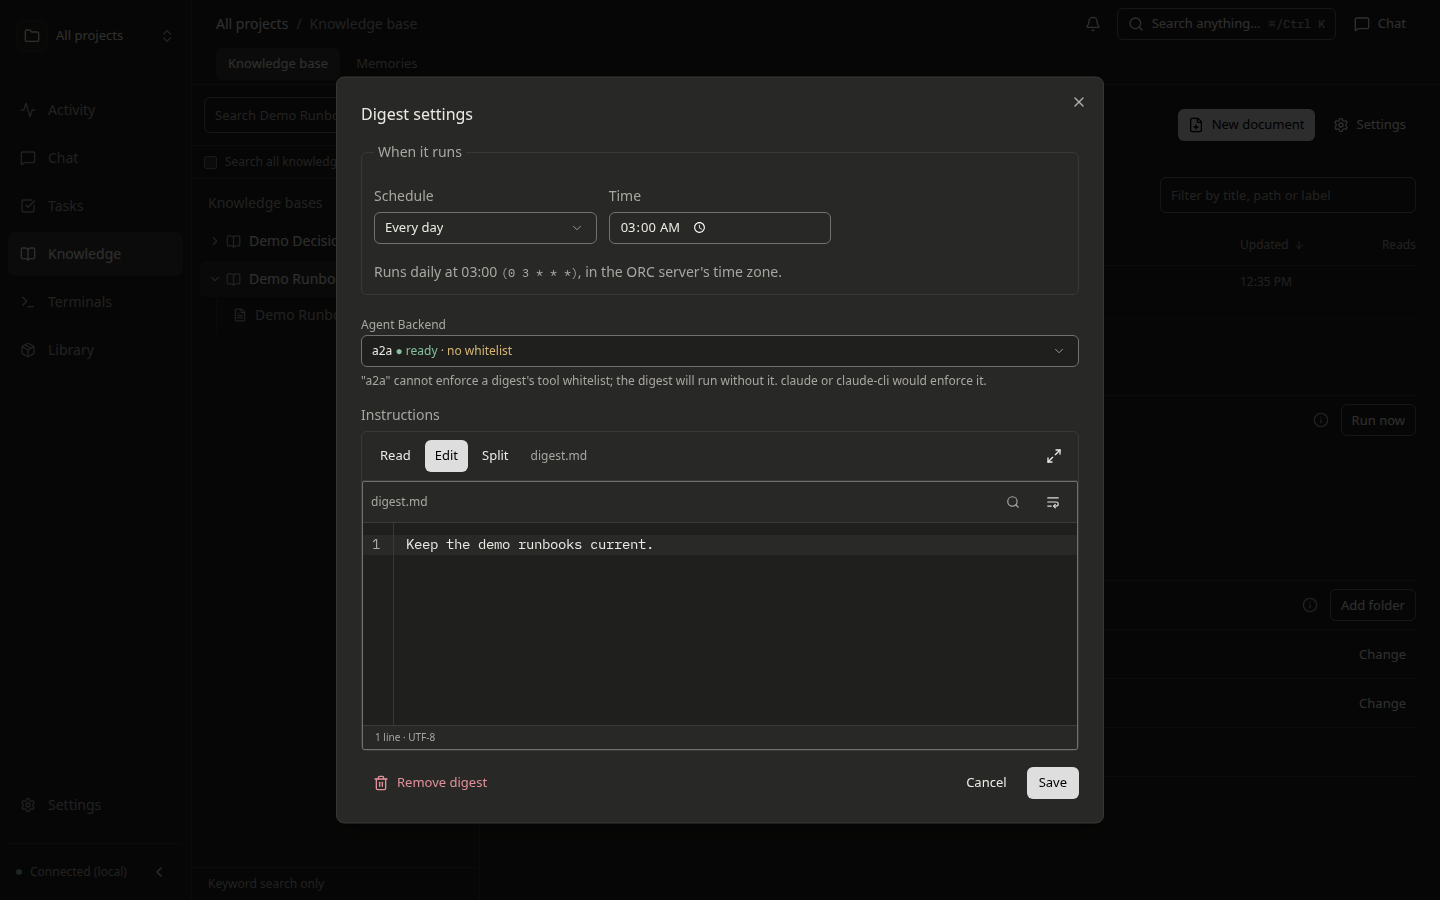 All projects
All projects / Knowledge base
Search anything... ⌘/Ctrl K
Chat
Knowledge base
Memories
Activity
Chat
Tasks
Knowledge
Terminals
Library
Settings
Connected (local)
Search Demo Runbo
Search all knowledg
Knowledge bases
Demo Decisio
Demo Runbo
Demo Runbo
Keyword search only
New document
Settings
Filter by title, path or label
Updated ↓
Reads
12:35 PM
Run now
Add folder
Change
Change
Digest settings
When it runs
Schedule
Time
Every day
03:00 AM
Runs daily at 03:00 (0 3 * * *), in the ORC server's time zone.
Agent Backend
a2a ● ready · no whitelist
"a2a" cannot enforce a digest's tool whitelist; the digest will run without it. claude or claude-cli would enforce it.
Instructions
Read
Edit
Split
digest.md
digest.md
1 Keep the demo runbooks current.
1 line · UTF-8
Remove digest
Cancel
Save